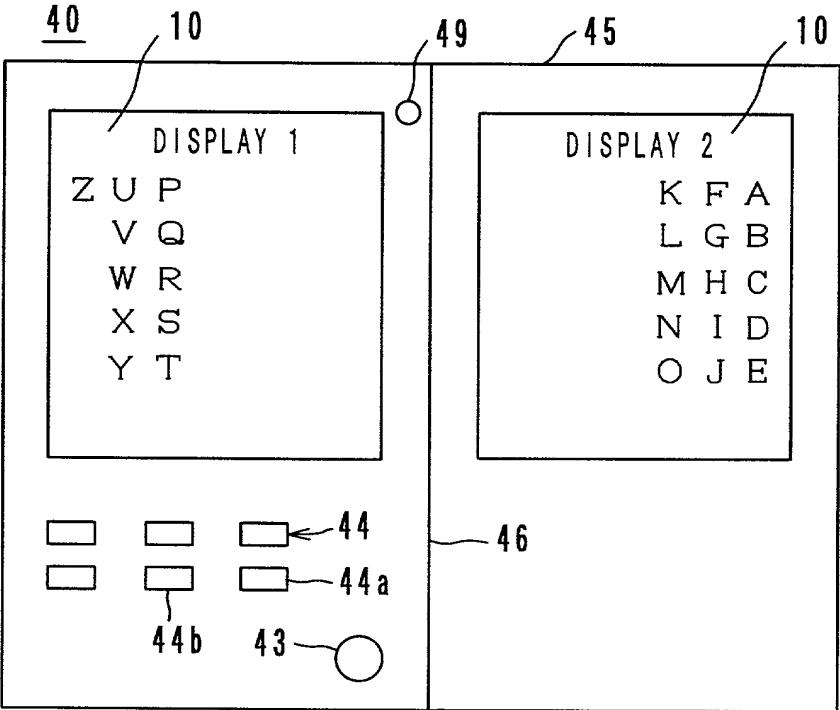 40
10
49
45
10
DISPLAY 1
Z U P
V Q
W R
X S
Y T
DISPLAY 2
K F A
L G B
M H C
N I D
O J E
44
46
44a
44b
43